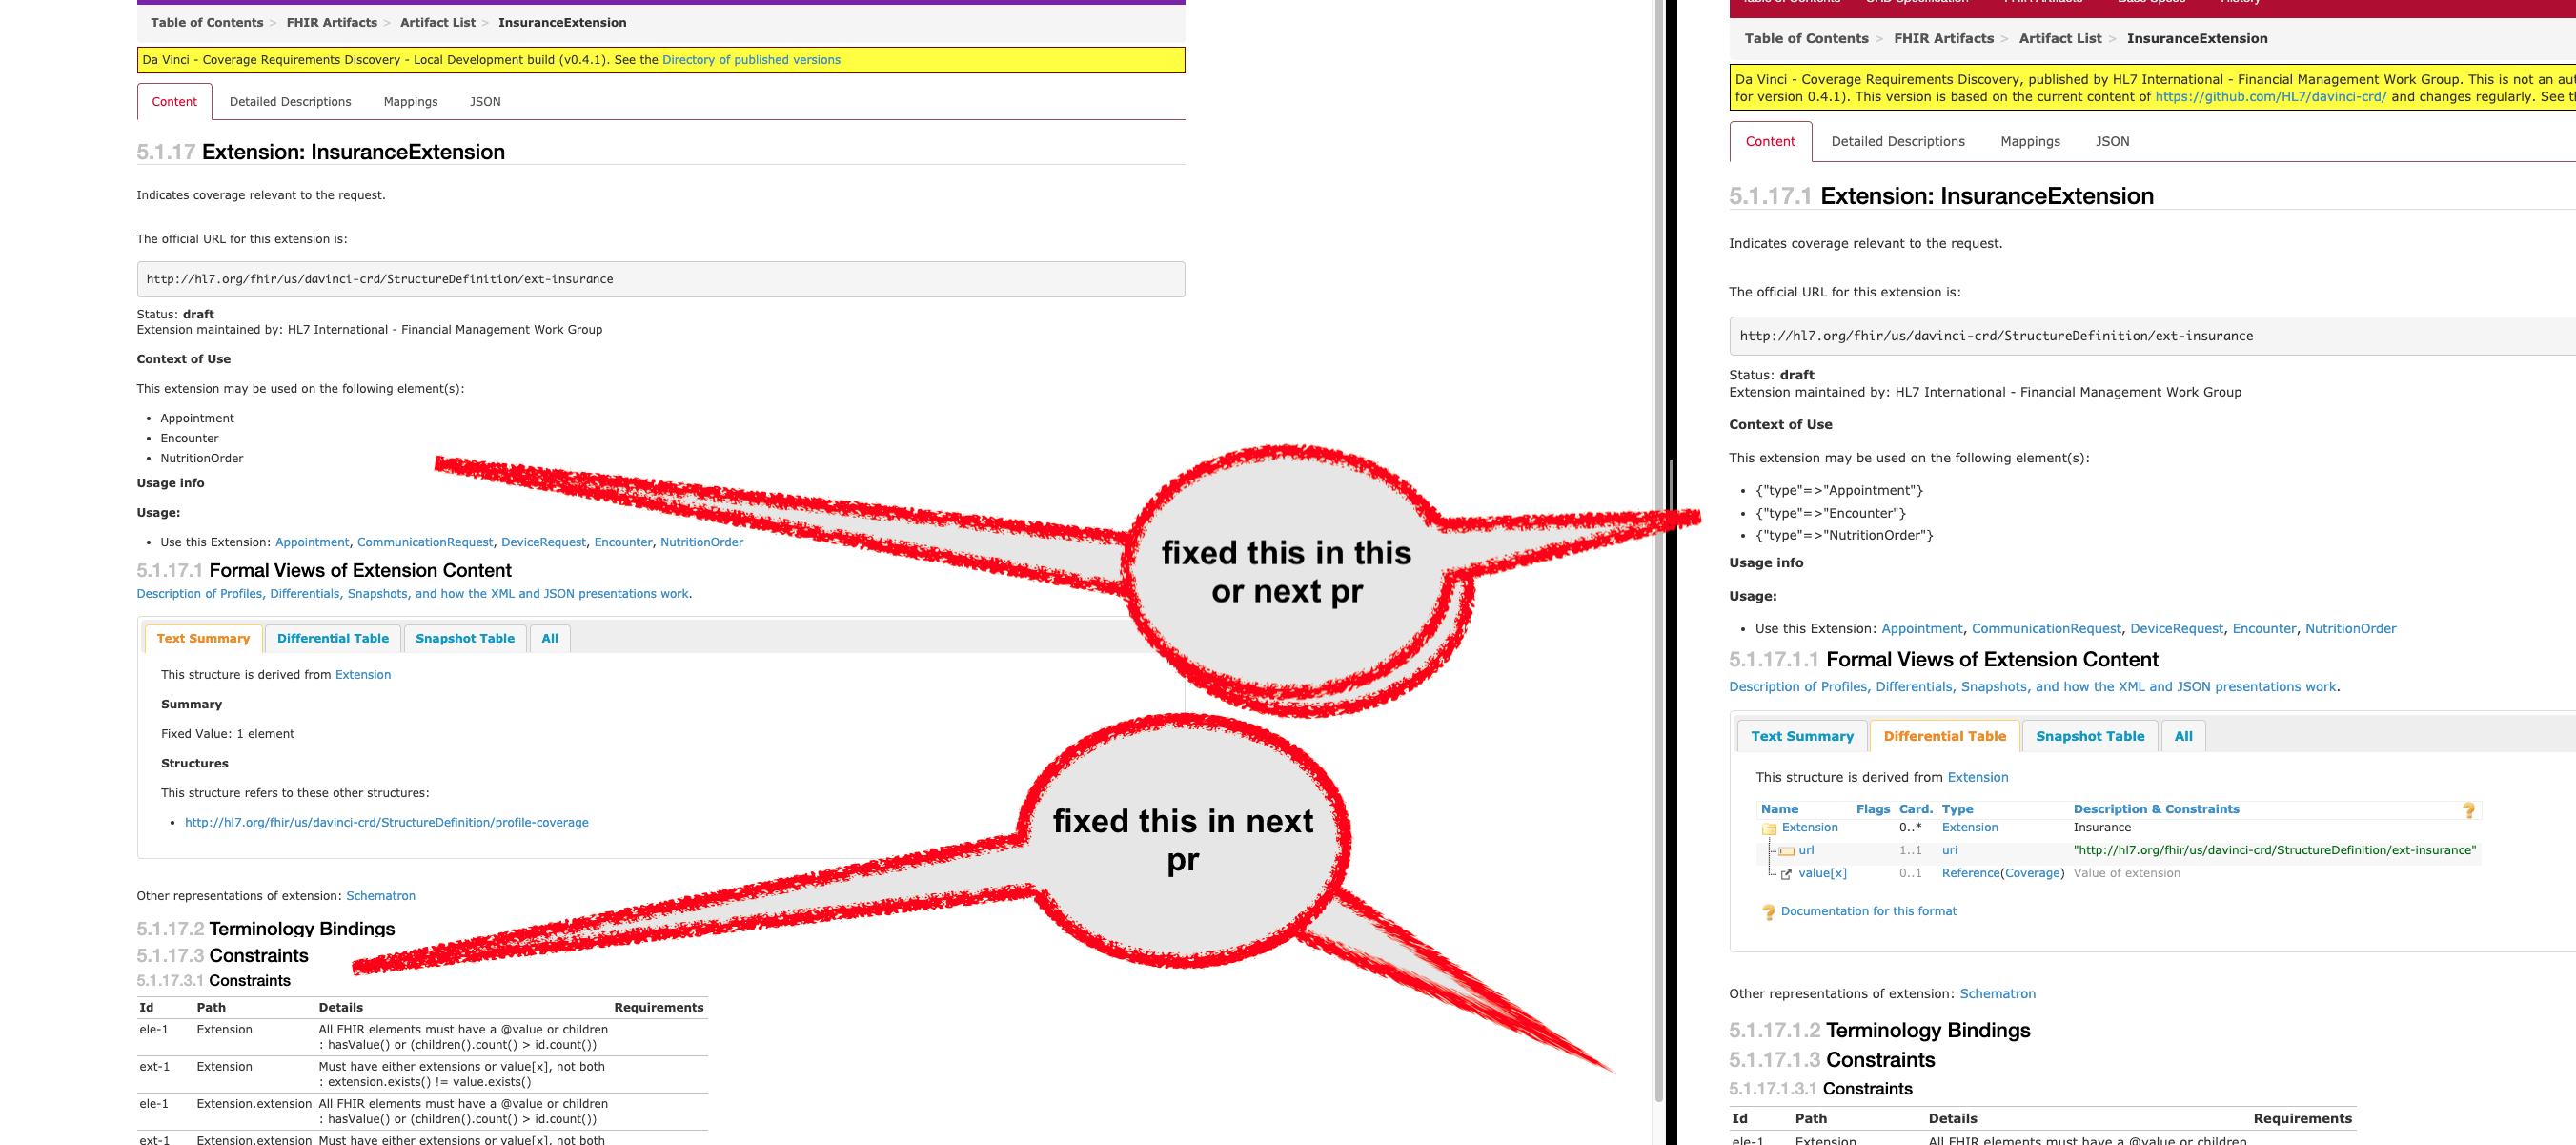 Table of Contents > FHIR Artifacts > Artifact List > InsuranceExtension
Da Vinci - Coverage Requirements Discovery - Local Development build (v0.4.1). See the Directory of published versions
Content Detailed Descriptions Mappings JSON
5.1.17 Extension: InsuranceExtension
Indicates coverage relevant to the request.
The official URL for this extension is:
http://hl7.org/fhir/us/davinci-crd/StructureDefinition/ext-insurance
Status: draft
Extension maintained by: HL7 International - Financial Management Work Group
Context of Use
This extension may be used on the following element(s):
• Appointment
• Encounter
• NutritionOrder
Usage info
Usage:
• Use this Extension: Appointment, CommunicationRequest, DeviceRequest, Encounter, NutritionOrder
5.1.17.1 Formal Views of Extension Content
Description of Profiles, Differentials, Snapshots, and how the XML and JSON presentations work.
Text Summary Differential Table Snapshot Table All
This structure is derived from Extension
Summary
Fixed Value: 1 element
Structures
This structure refers to these other structures:
• http://hl7.org/fhir/us/davinci-crd/StructureDefinition/profile-coverage
Other representations of extension: Schematron
5.1.17.2 Terminology Bindings
5.1.17.3 Constraints
5.1.17.3.1 Constraints
Id Path Details Requirements
ele-1 Extension All FHIR elements must have a @value or children
: hasValue() or (children().count() > id.count())
ext-1 Extension Must have either extensions or value[x], not both
: extension.exists() != value.exists()
ele-1 Extension.extension All FHIR elements must have a @value or children
: hasValue() or (children().count() > id.count())
ext-1 Extension.extension Must have either extensions or value[x], not both
fixed this in this
or next pr
fixed this in next
pr
Table of Contents > FHIR Artifacts > Artifact List > InsuranceExtension
Da Vinci - Coverage Requirements Discovery, published by HL7 International - Financial Management Work Group. This is not an
for version 0.4.1). This version is based on the current content of https://github.com/HL7/davinci-crd/ and changes regularly. See
Content Detailed Descriptions Mappings JSON
5.1.17.1 Extension: InsuranceExtension
Indicates coverage relevant to the request.
The official URL for this extension is:
http://hl7.org/fhir/us/davinci-crd/StructureDefinition/ext-insurance
Status: draft
Extension maintained by: HL7 International - Financial Management Work Group
Context of Use
This extension may be used on the following element(s):
• {"type"=>"Appointment"}
• {"type"=>"Encounter"}
• {"type"=>"NutritionOrder"}
Usage info
Usage:
• Use this Extension: Appointment, CommunicationRequest, DeviceRequest, Encounter, NutritionOrder
5.1.17.1.1 Formal Views of Extension Content
Description of Profiles, Differentials, Snapshots, and how the XML and JSON presentations work.
Text Summary Differential Table Snapshot Table All
This structure is derived from Extension
Name Flags Card. Type Description & Constraints ?
Extension 0..* Extension Insurance
url 1..1 uri "http://hl7.org/fhir/us/davinci-crd/StructureDefinition/ext-insurance"
value[x] 0..1 Reference(Coverage) Value of extension
? Documentation for this format
Other representations of extension: Schematron
5.1.17.1.2 Terminology Bindings
5.1.17.1.3 Constraints
5.1.17.1.3.1 Constraints
Id Path Details Requirements
ele-1 Extension All FHIR elements must have a @value or children